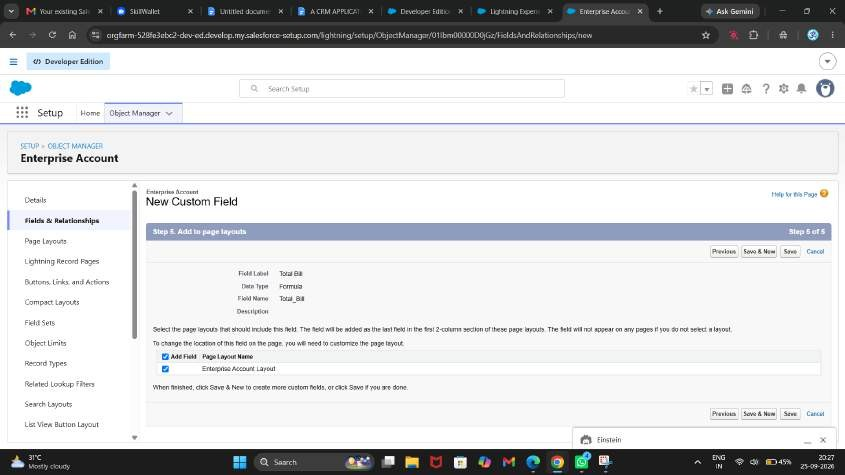 Your existing Sale
SkillWallet
Untitled documen
A CRM APPLICAT
Developer Editio
Lightning Experie
Enterprise Accou
Ask Gemini
orgfarm-528fe3ebc2-dev-ed.develop.my.salesforce-setup.com/lightning/setup/ObjectManager/01Ibm00000D0jGz/FieldsAndRelationships/new
Developer Edition
Search Setup
Setup
Home
Object Manager
SETUP > OBJECT MANAGER
Enterprise Account
Details
Fields & Relationships
Page Layouts
Lightning Record Pages
Buttons, Links, and Actions
Compact Layouts
Field Sets
Object Limits
Record Types
Related Lookup Filters
Search Layouts
List View Button Layout
Enterprise Account
New Custom Field
Help for this Page
Step 5. Add to page layouts
Step 5 of 5
Previous Save & New Save Cancel
Field Label Total Bill
Data Type Formula
Field Name Total_Bill
Description
Select the page layouts that should include this field. The field will be added as the last field in the first 2-column section of these page layouts. The field will not appear on any pages if you do not select a layout.
To change the location of this field on the page, you will need to customize the page layout.
Add Field Page Layout Name
Enterprise Account Layout
When finished, click Save & New to create more custom fields, or click Save if you are done.
Previous Save & New Save Cancel
Einstein
31°C
Mostly cloudy
Search
ENG
IN
45%
20:27
25-09-2026